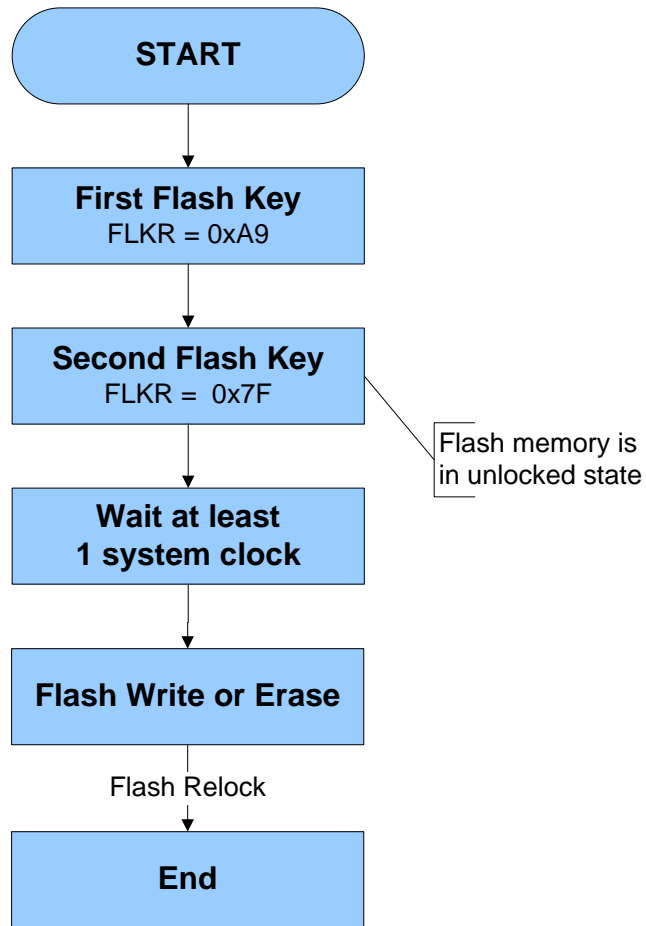 START
First Flash Key
FLKR = 0xA9
Second Flash Key
FLKR = 0x7F
Flash memory is
in unlocked state
Wait at least
1 system clock
Flash Write or Erase
Flash Relock
End